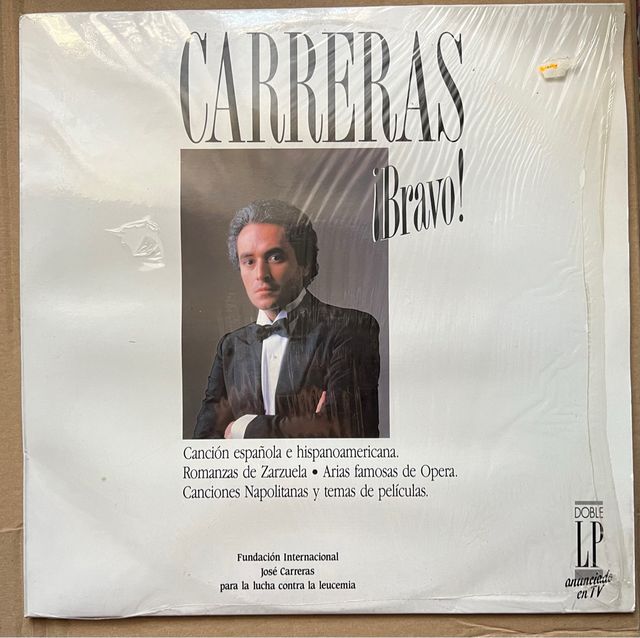 CARRERAS
¡Bravo!
Canción española e hispanoamericana.
Romanzas de Zarzuela • Arias famosas de Opera.
Canciones Napolitanas y temas de películas.
Fundación Internacional
José Carreras
para la lucha contra la leucemia
DOBLE
LP
anunciado
en TV